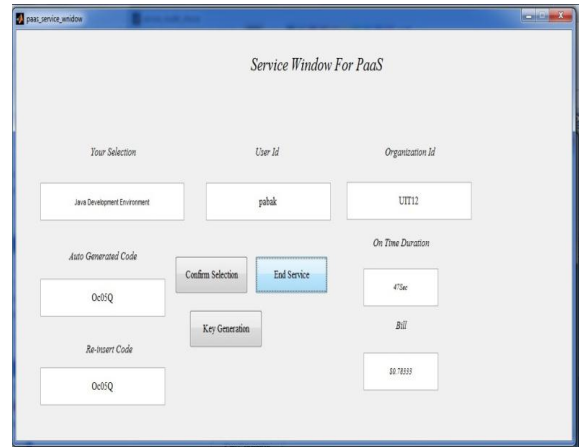 paas_service_wndow
Service Window For PaaS
Your Selection
User Id
Organization Id
Java Development Environment
pabak
UIT12
Auto Generated Code
On Time Duration
Confirm Selection
End Service
Oc05Q
47Sec
Key Generation
Bill
Re-insert Code
$0.78333
Oc05Q